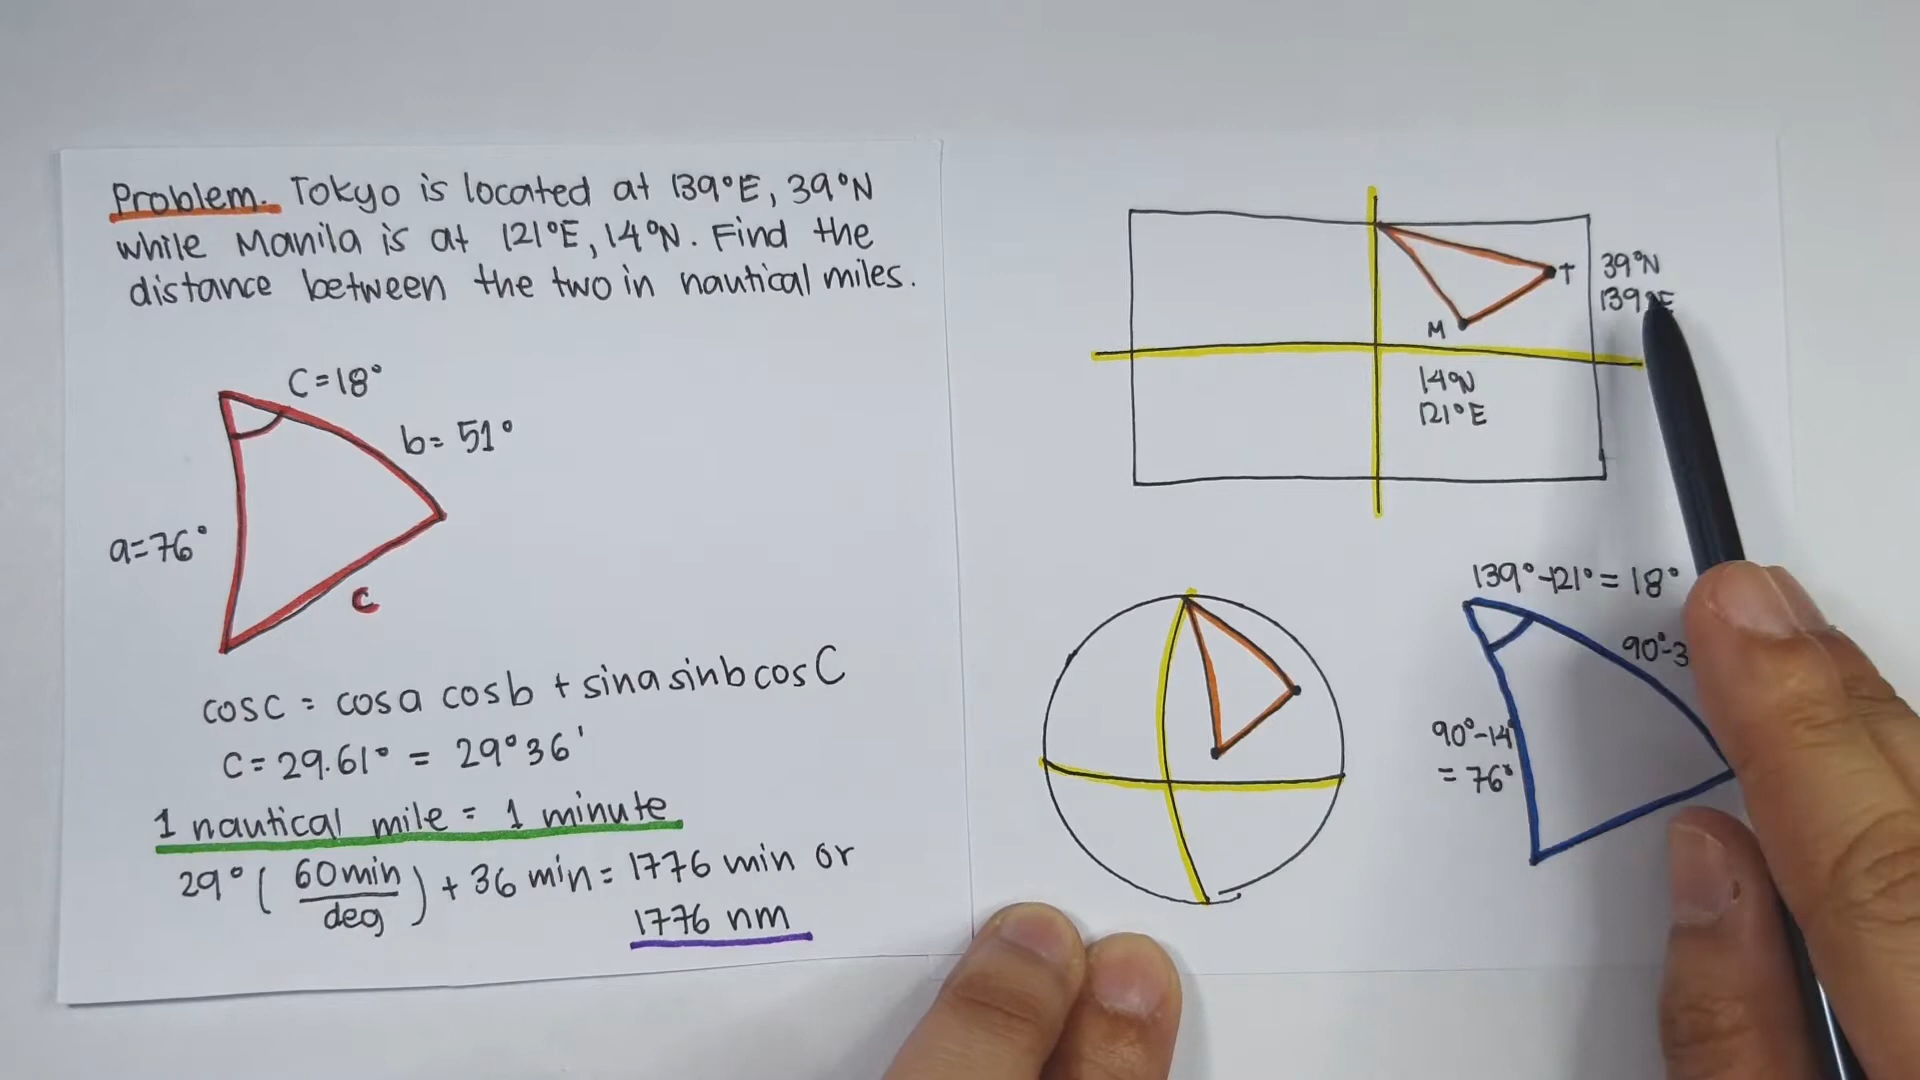 Problem. Tokyo is located at 139°E, 39°N
while Manila is at 121°E, 14°N. Find the
distance between the two in nautical miles.
C=18°
b= 51°
a=76°
c
cosc = cosa cosb + sina sinb cosC
c= 29.61° = 29°36'
1 nautical mile = 1 minute
29° ( 60min / deg ) + 36 min = 1776 min or
1776 nm
T
39°N
139°E
M
14°N
121°E
139°-121° = 18°
90°-3
90°-14
= 76°